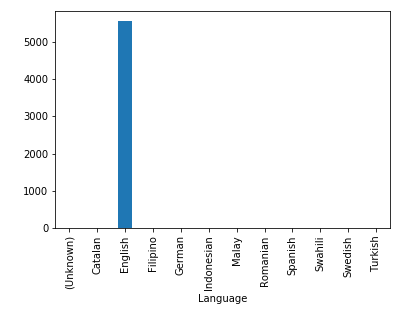 5000
4000
3000
2000
1000
0
(Unknown)
Catalan
English
Filipino
German
Indonesian
Malay
Romanian
Spanish
Swahili
Swedish
Turkish
Language